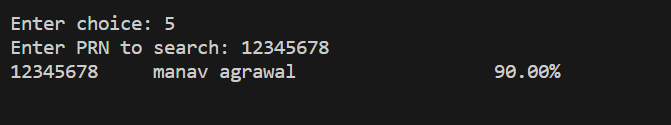 Enter choice: 5
Enter PRN to search: 12345678
12345678     manav agrawal                  90.00%